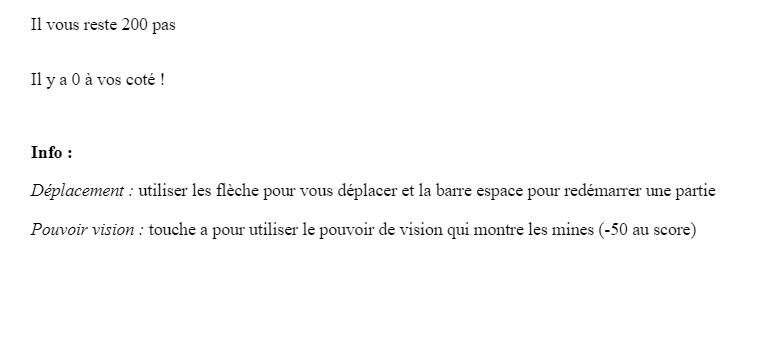 Il vous reste 200 pas
Il y a 0 à vos coté !
Info :
Déplacement : utiliser les flèche pour vous déplacer et la barre espace pour redémarrer une partie
Pouvoir vision : touche a pour utiliser le pouvoir de vision qui montre les mines (-50 au score)